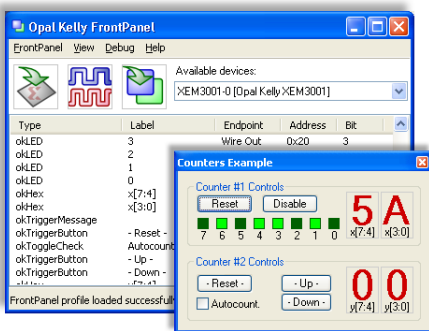 Opal Kelly FrontPanel
FrontPanel View Debug Help
Available devices:
XEM3001-0 [Opal Kelly XEM3001]
Type Label Endpoint Address Bit
okLED 3 Wire Out 0x20 3
okLED 2
okLED 1
okLED 0
okHex x[7:4]
okHex x[3:0]
okTriggerMessage
okTriggerButton - Reset -
okToggleCheck Autocount
okTriggerButton - Up -
okTriggerButton - Down -
FrontPanel profile loaded successfully
Counters Example
Counter #1 Controls
Reset Disable
7 6 5 4 3 2 1 0
5 A
x[7:4] x[3:0]
Counter #2 Controls
- Reset - - Up -
Autocount. - Down -
0 0
y[7:4] y[3:0]